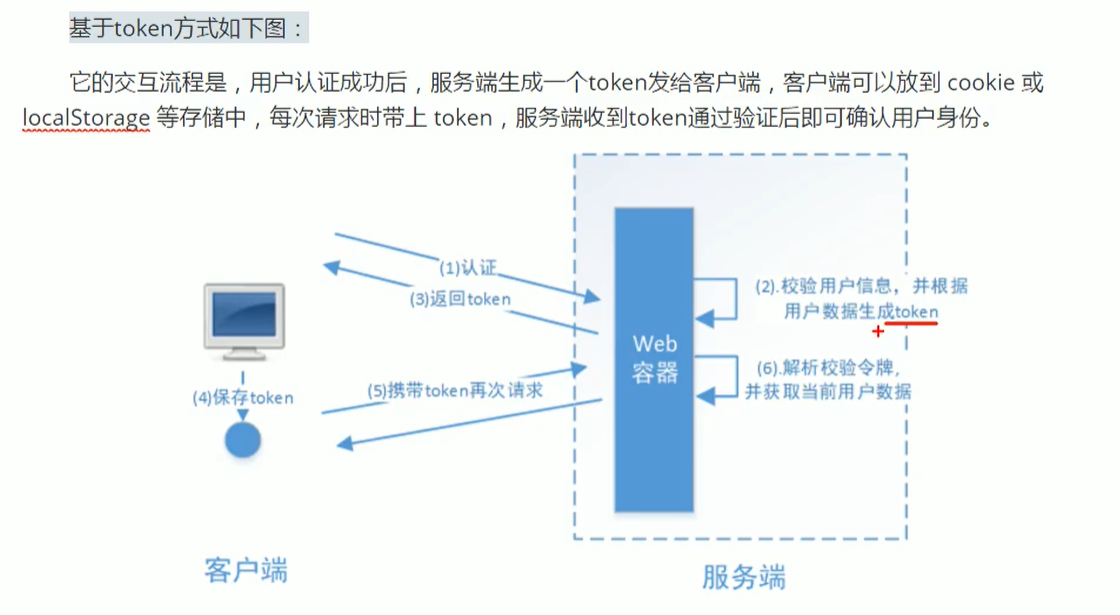 基于token方式如下图：
它的交互流程是，用户认证成功后，服务端生成一个token发给客户端，客户端可以放到 cookie 或
localStorage 等存储中，每次请求时带上 token，服务端收到token通过验证后即可确认用户身份。
(1)认证
(3)返回token
(2).校验用户信息，并根据
用户数据生成token
Web
容器
(6).解析校验令牌，
并获取当前用户数据
(5)携带token再次请求
(4)保存token
客户端
服务端